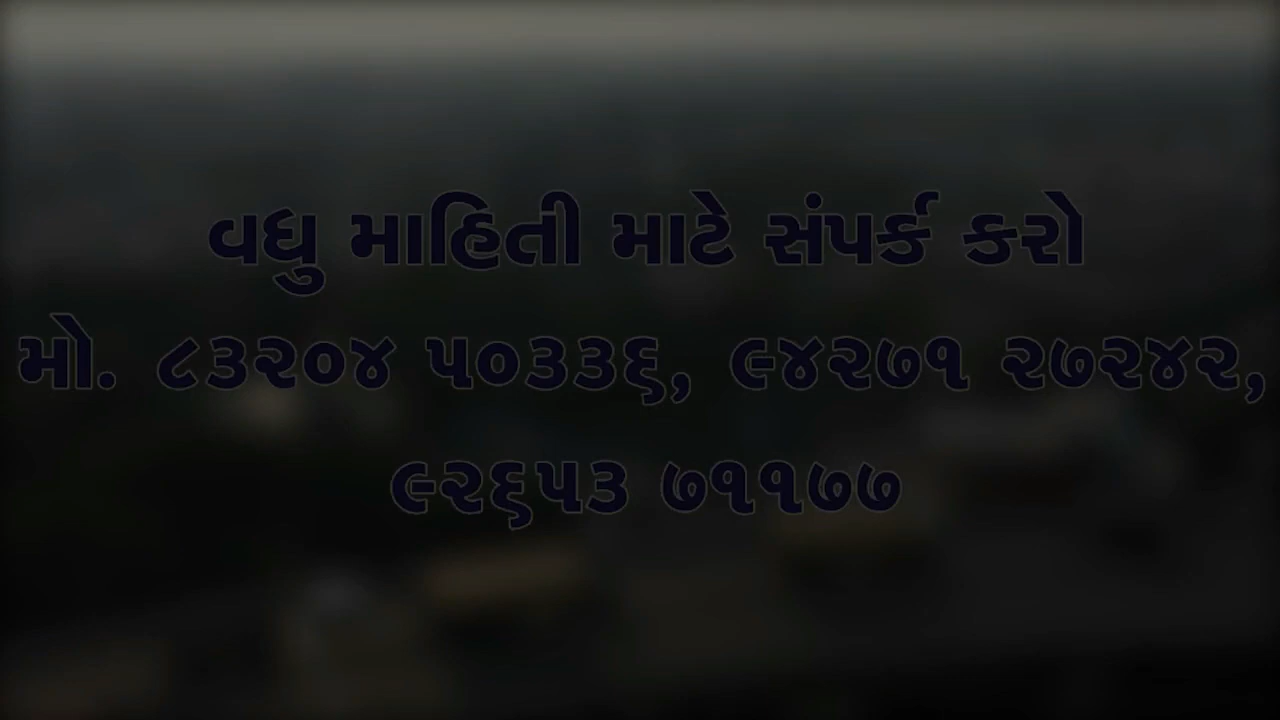 વધુ માહિતી માટે સંપર્ક કરો
મો. ૮૩૨૦૪ ૫૦૩૩૬, ૯૪૨૭૧ ૨૭૨૪૨,
૯૨૬૫૩ ૭૧૧૭૭